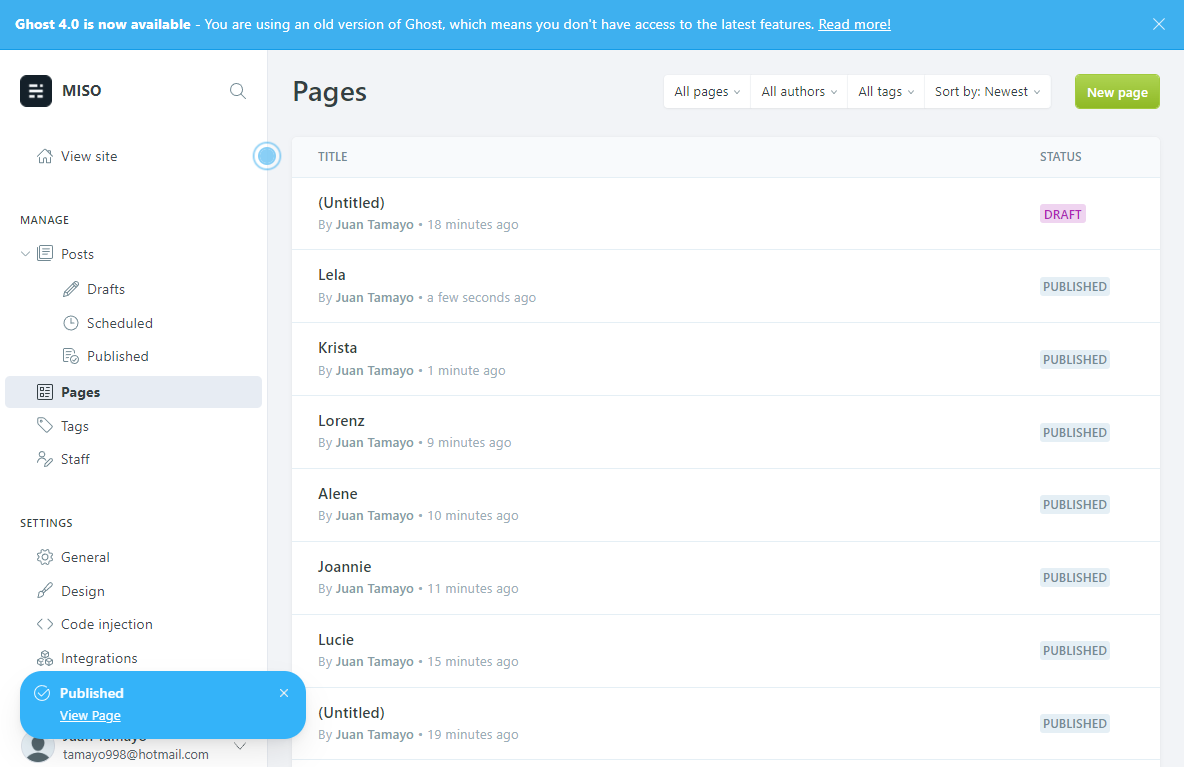 Ghost 4.0 is now available - You are using an old version of Ghost, which means you don't have access to the latest features. Read more!
MISO
View site
MANAGE
Posts
Drafts
Scheduled
Published
Pages
Tags
Staff
SETTINGS
General
Design
Code injection
Integrations
Published
View Page
Juan Tamayo
tamayo998@hotmail.com
Pages
All pages
All authors
All tags
Sort by: Newest
New page
TITLE
STATUS
(Untitled)
By Juan Tamayo • 18 minutes ago
DRAFT
Lela
By Juan Tamayo • a few seconds ago
PUBLISHED
Krista
By Juan Tamayo • 1 minute ago
PUBLISHED
Lorenz
By Juan Tamayo • 9 minutes ago
PUBLISHED
Alene
By Juan Tamayo • 10 minutes ago
PUBLISHED
Joannie
By Juan Tamayo • 11 minutes ago
PUBLISHED
Lucie
By Juan Tamayo • 15 minutes ago
PUBLISHED
(Untitled)
By Juan Tamayo • 19 minutes ago
PUBLISHED